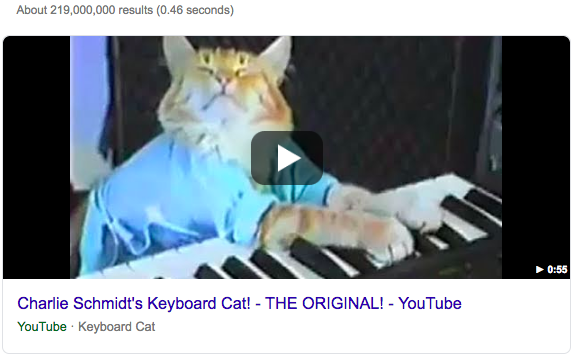 About 219,000,000 results (0.46 seconds)
0:55
Charlie Schmidt's Keyboard Cat! - THE ORIGINAL! - YouTube
YouTube · Keyboard Cat